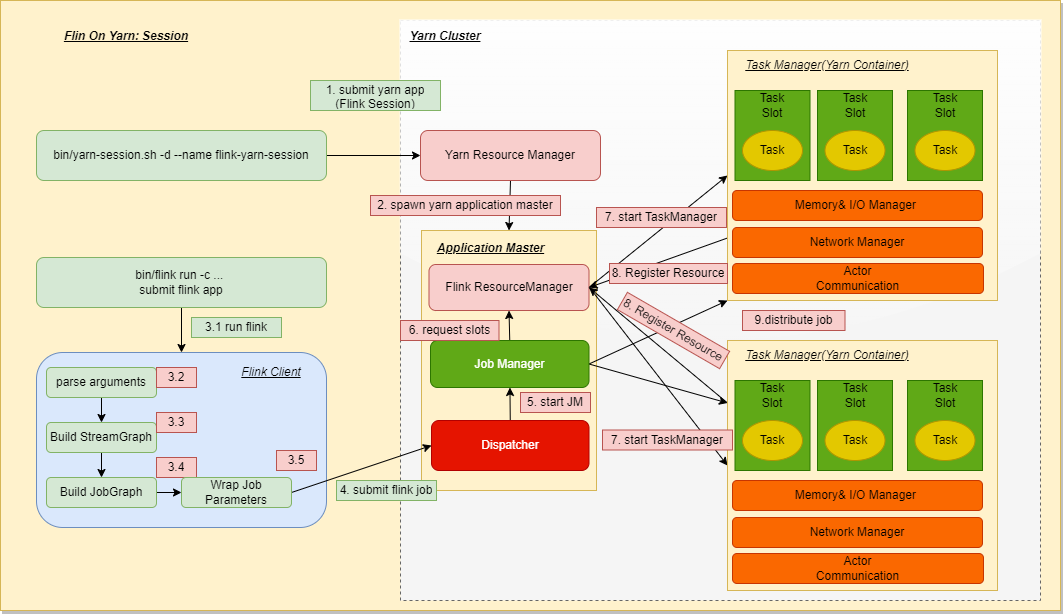 Flin On Yarn: Session
Yarn Cluster
1. submit yarn app
(Flink Session)
bin/yarn-session.sh -d --name flink-yarn-session
Yarn Resource Manager
2. spawn yarn application master
Application Master
Flink ResourceManager
6. request slots
Job Manager
5. start JM
Dispatcher
bin/flink run -c ...
submit flink app
3.1 run flink
Flink Client
parse arguments
3.2
3.3
Build StreamGraph
3.4
3.5
Build JobGraph
Wrap Job
Parameters
4. submit flink job
7. start TaskManager
8. Register Resource
8. Register Resource
9.distribute job
7. start TaskManager
Task Manager(Yarn Container)
Task
Slot
Task
Task
Slot
Task
Task
Slot
Task
Memory& I/O Manager
Network Manager
Actor
Communication
Task Manager(Yarn Container)
Task
Slot
Task
Task
Slot
Task
Task
Slot
Task
Memory& I/O Manager
Network Manager
Actor
Communication